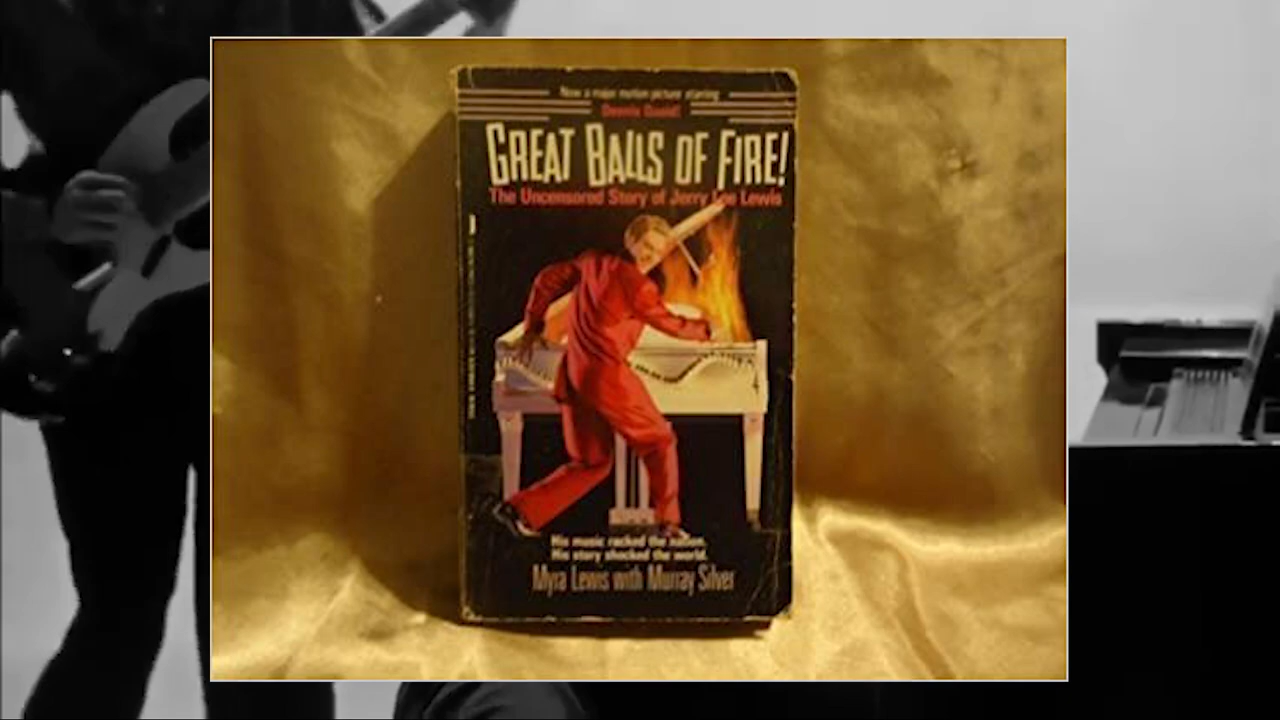 Now a major motion picture starring
Dennis Quaid!
GREAT BALLS OF FIRE!
The Uncensored Story of Jerry Lee Lewis
His music rocked the nation.
His story shocked the world.
Myra Lewis with Murray Silver